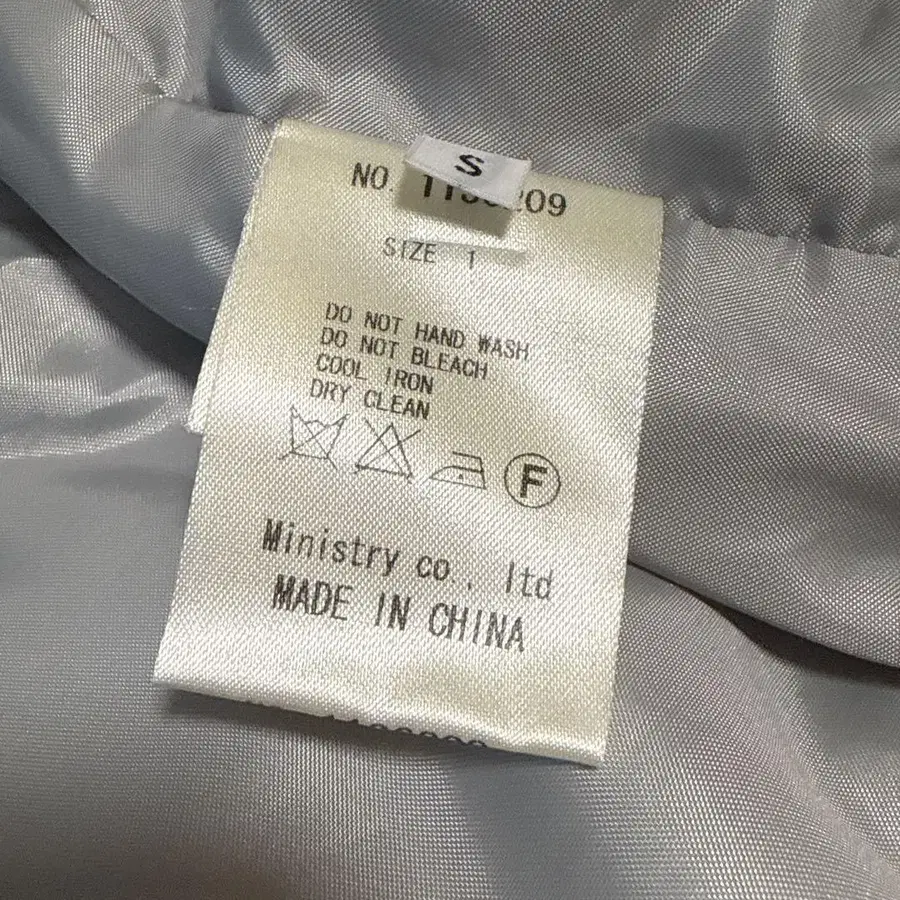 S
NO.
SIZE 1
DO NOT HAND WASH
DO NOT BLEACH
COOL IRON
DRY CLEAN
F
Ministry co., ltd
MADE IN CHINA